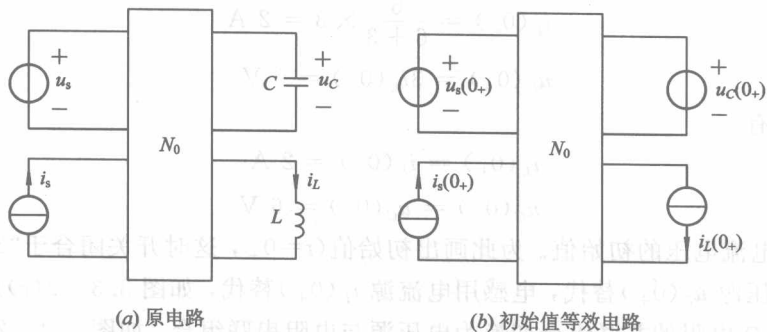 +
u_s
−
i_s
N_0
C
+
u_C
−
i_L
L
+
u_s(0_+)
−
i_s(0_+)
N_0
+
u_C(0_+)
−
i_L(0_+)
(a) 原电路
(b) 初始值等效电路